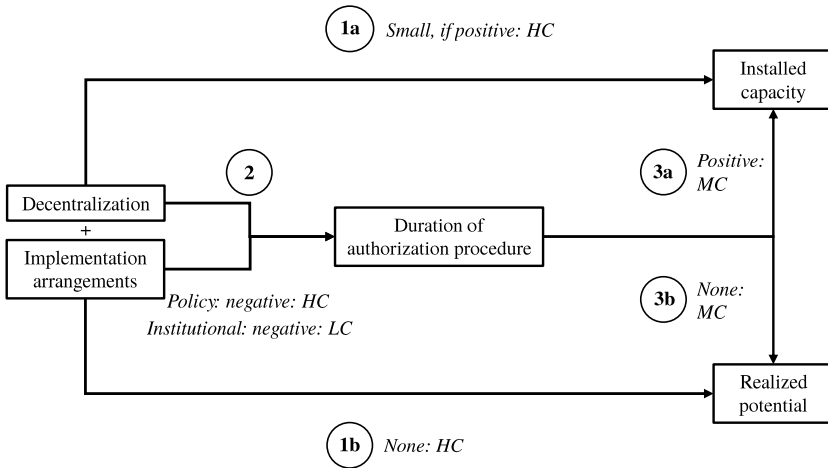 1a
Small, if positive: HC
Installed
capacity
2
3a
Positive:
MC
Decentralization
+
Implementation
arrangements
Duration of
authorization procedure
Policy: negative: HC
Institutional: negative: LC
3b
None:
MC
Realized
potential
1b
None: HC